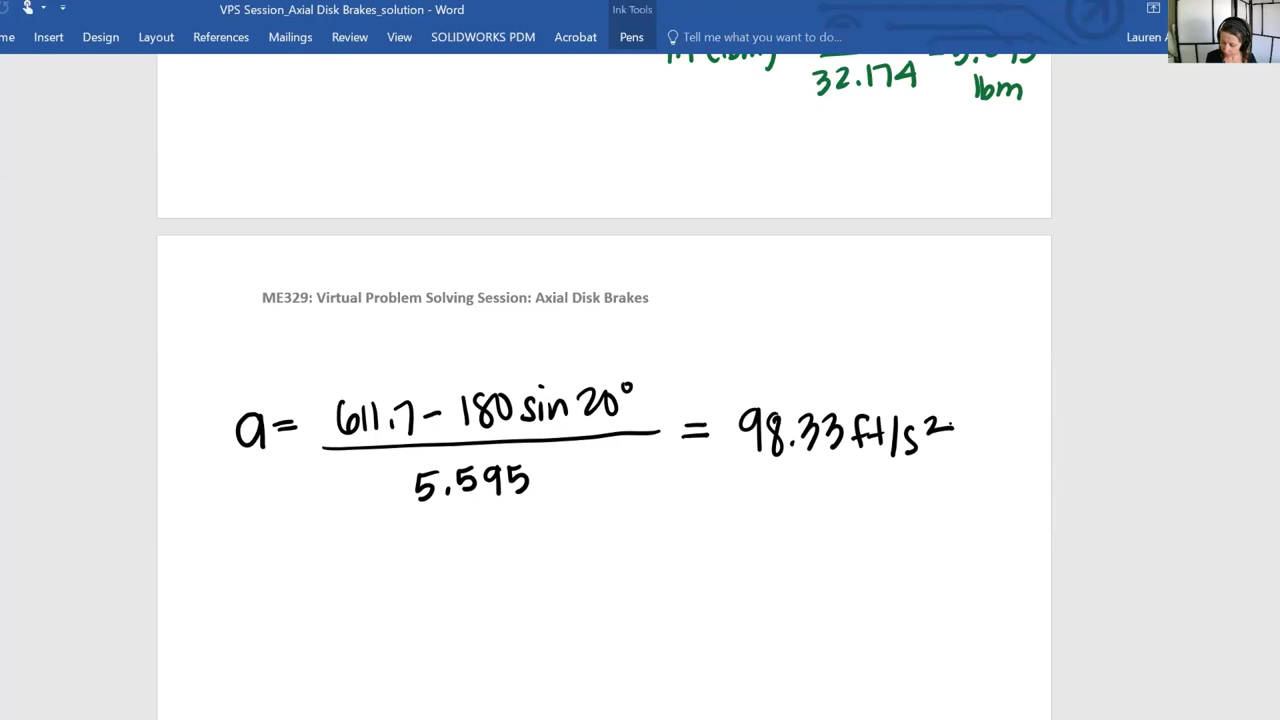 VPS Session_Axial Disk Brakes_solution - Word
Ink Tools
me Insert Design Layout References Mailings Review View SOLIDWORKS PDM Acrobat Pens Tell me what you want to do... Lauren A
32.174
lbm
ME329: Virtual Problem Solving Session: Axial Disk Brakes
a = 611.7 - 180 sin 20° = 98.33 ft/s²
5.595